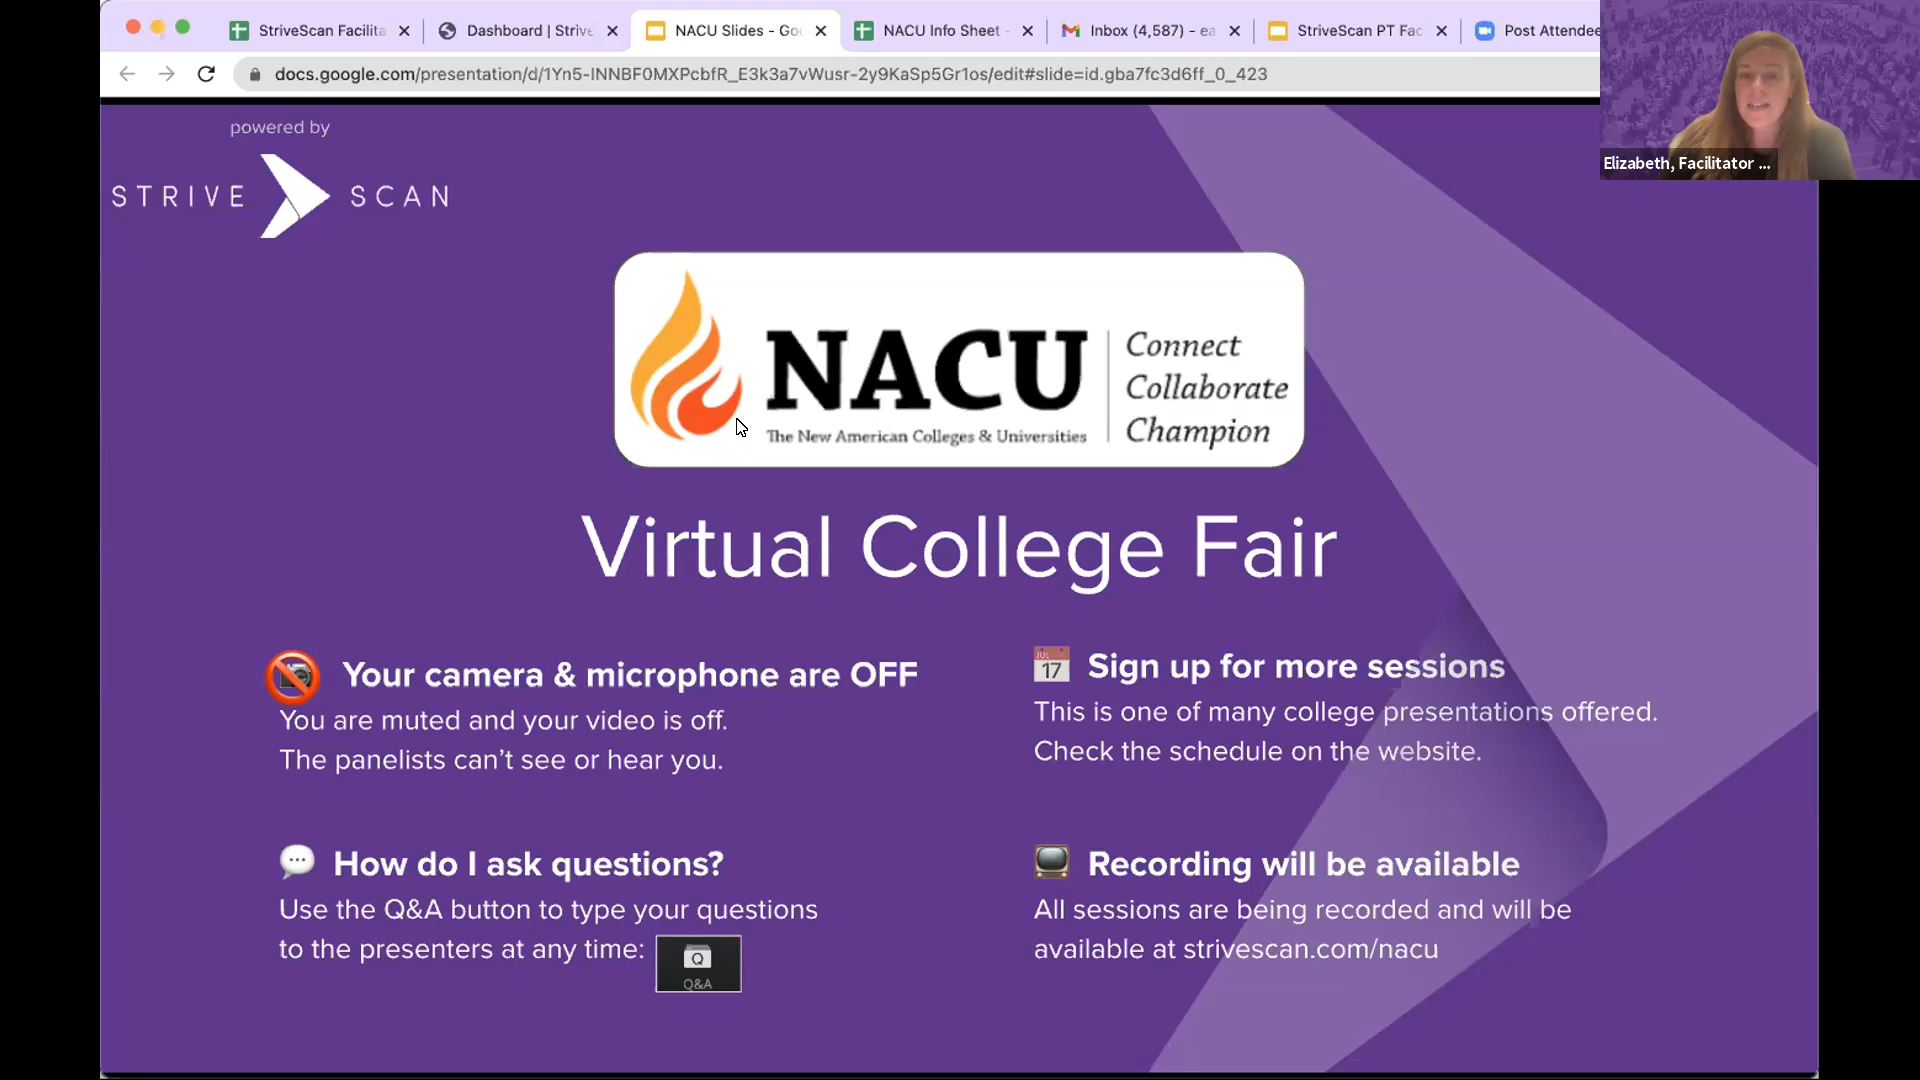 StriveScan Facilita
Dashboard | Strive
NACU Slides - Go
NACU Info Sheet -
Inbox (4,587) - ea
StriveScan PT Fac
Post Attendee
docs.google.com/presentation/d/1Yn5-INNBF0MXPcbfR_E3k3a7vWusr-2y9KaSp5Gr1os/edit#slide=id.gba7fc3d6ff_0_423
Elizabeth, Facilitator ...
powered by
STRIVE SCAN
NACU
The New American Colleges & Universities
Connect
Collaborate
Champion
Virtual College Fair
Your camera & microphone are OFF
You are muted and your video is off.
The panelists can’t see or hear you.
JUL
17
Sign up for more sessions
This is one of many college presentations offered.
Check the schedule on the website.
How do I ask questions?
Use the Q&A button to type your questions
to the presenters at any time:
Q
Q&A
Recording will be available
All sessions are being recorded and will be
available at strivescan.com/nacu